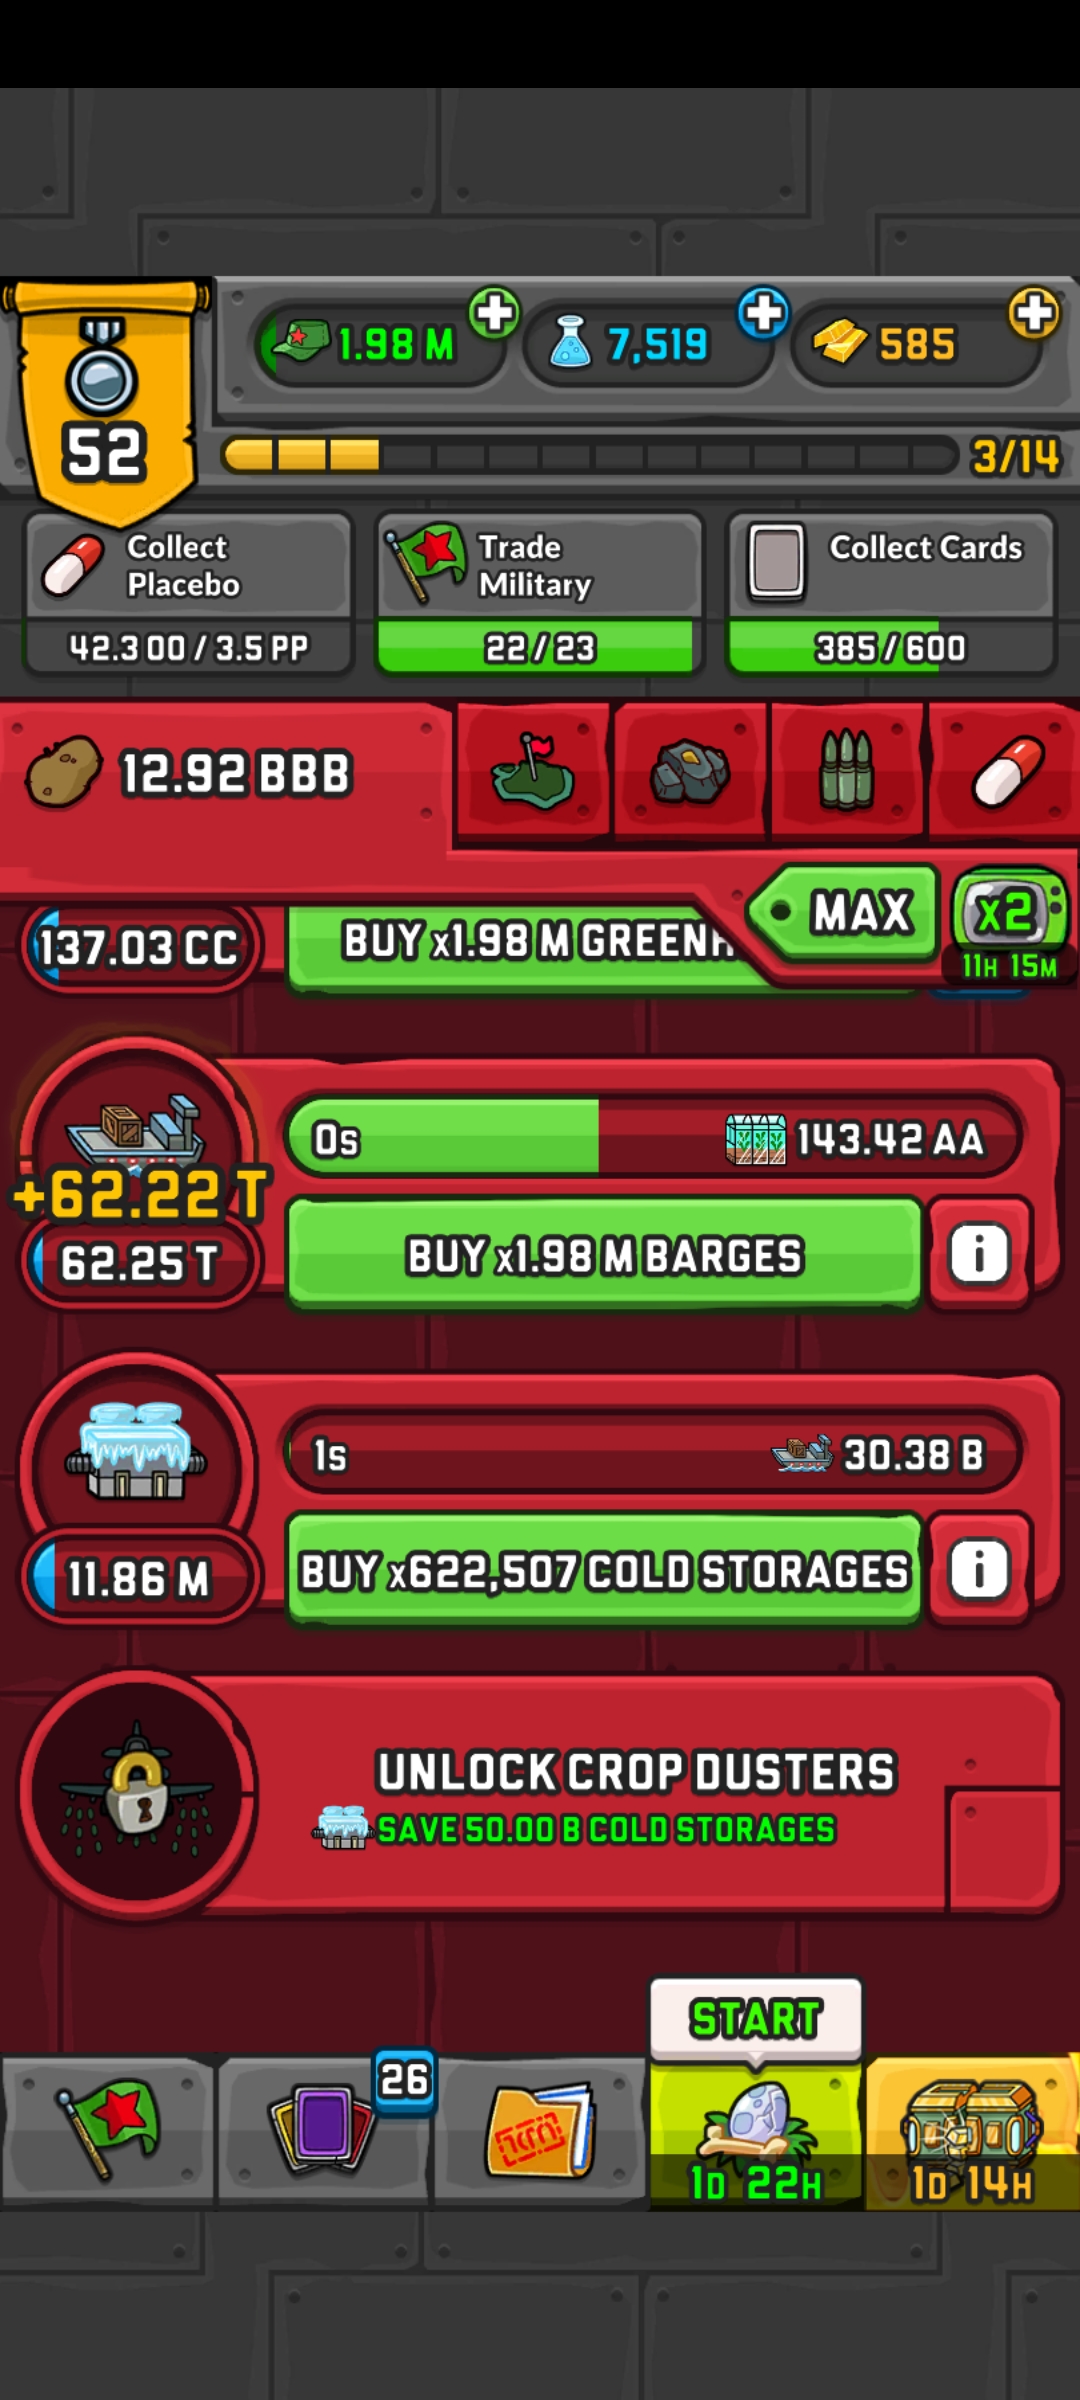 1.98 M
7,519
585
52
3/14
Collect
Placebo
42.3 OO / 3.5 PP
Trade
Military
22 / 23
Collect Cards
385 / 600
12.92 BBB
MAX
x2
11H 15M
137.03 CC
BUY x1.98 M GREENH
0s
143.42 AA
+62.22 T
62.25 T
BUY x1.98 M BARGES
i
1s
30.38 B
11.86 M
BUY x622,507 COLD STORAGES
i
UNLOCK CROP DUSTERS
SAVE 50.00 B COLD STORAGES
START
26
1D 22H
1D 14H